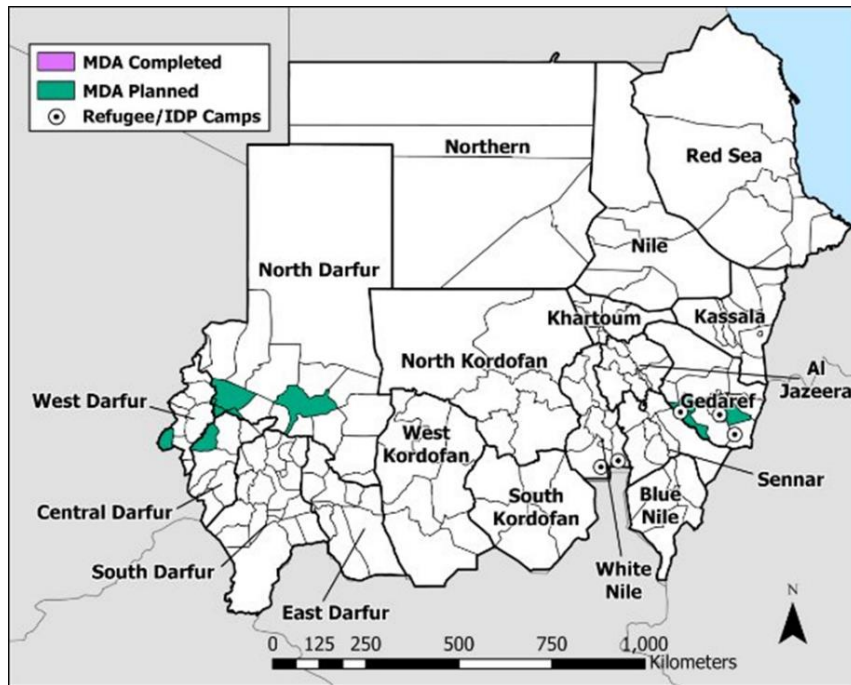 MDA Completed
MDA Planned
Refugee/IDP Camps
Northern
Red Sea
Nile
North Darfur
Khartoum
Kassala
North Kordofan
Al
Jazeera
Gedaref
West Darfur
West
Kordofan
Sennar
Central Darfur
South
Kordofan
Blue
Nile
South Darfur
White
Nile
East Darfur
N
0 125 250 500 750 1,000
Kilometers